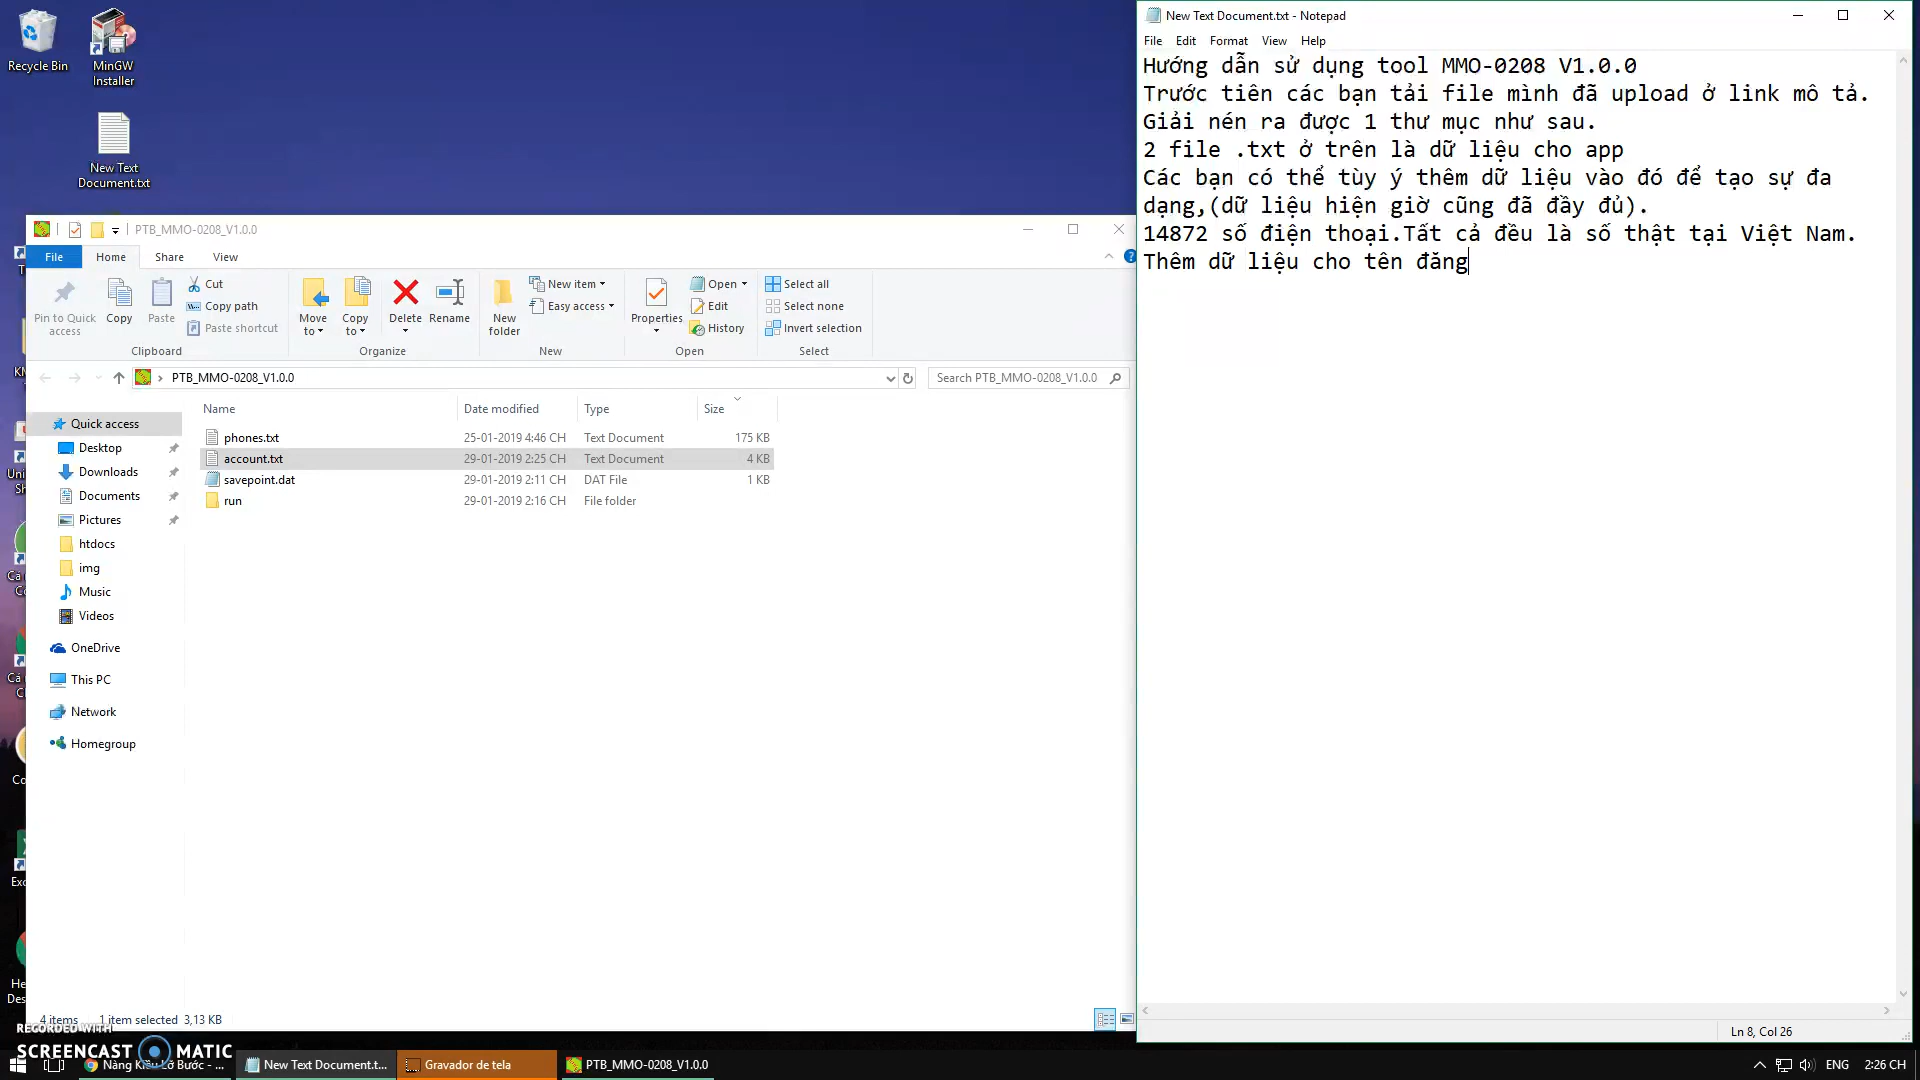 Recycle Bin
MinGW
Installer
New Text
Document.txt
New Text Document.txt - Notepad
File Edit Format View Help
Hướng dẫn sử dụng tool MMO-0208 V1.0.0
Trước tiên các bạn tải file mình đã upload ở link mô tả.
Giải nén ra được 1 thư mục như sau.
2 file .txt ở trên là dữ liệu cho app
Các bạn có thể tùy ý thêm dữ liệu vào đó để tạo sự đa
dạng,(dữ liệu hiện giờ cũng đã đầy đủ).
14872 số điện thoại.Tất cả đều là số thật tại Việt Nam.
Thêm dữ liệu cho tên đăng
Ln 8, Col 26
PTB_MMO-0208_V1.0.0
File Home Share View
Pin to Quick
access
Copy
Paste
Cut
Copy path
Paste shortcut
Clipboard
Move
to
Copy
to
Delete
Rename
Organize
New
folder
New item
Easy access
New
Properties
Open
Edit
History
Open
Select all
Select none
Invert selection
Select
PTB_MMO-0208_V1.0.0
Search PTB_MMO-0208_V1.0.0
Quick access
Desktop
Downloads
Documents
Pictures
htdocs
img
Music
Videos
OneDrive
This PC
Network
Homegroup
Name Date modified Type Size
phones.txt 25-01-2019 4:46 CH Text Document 175 KB
account.txt 29-01-2019 2:25 CH Text Document 4 KB
savepoint.dat 29-01-2019 2:11 CH DAT File 1 KB
run 29-01-2019 2:16 CH File folder
4 items 1 item selected 3,13 KB
RECORDED WITH
SCREENCAST MATIC
Nàng Kiều Lỡ Bước - ...
New Text Document.t...
Gravador de tela
PTB_MMO-0208_V1.0.0
ENG
2:26 CH